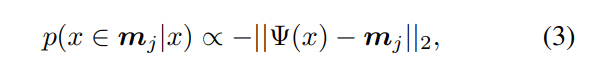 p(x ∈ m_j|x) ∝ −||Ψ(x) − m_j||_2, (3)